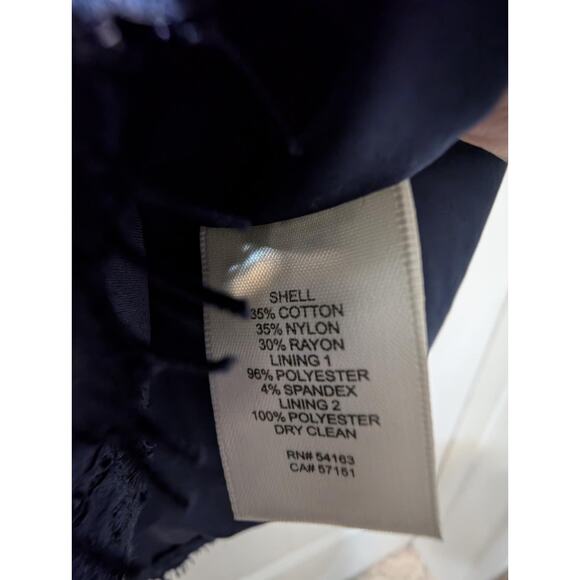 SHELL
35% COTTON
35% NYLON
30% RAYON
LINING 1
96% POLYESTER
4% SPANDEX
LINING 2
100% POLYESTER
DRY CLEAN
RN# 54163
CA# 57151